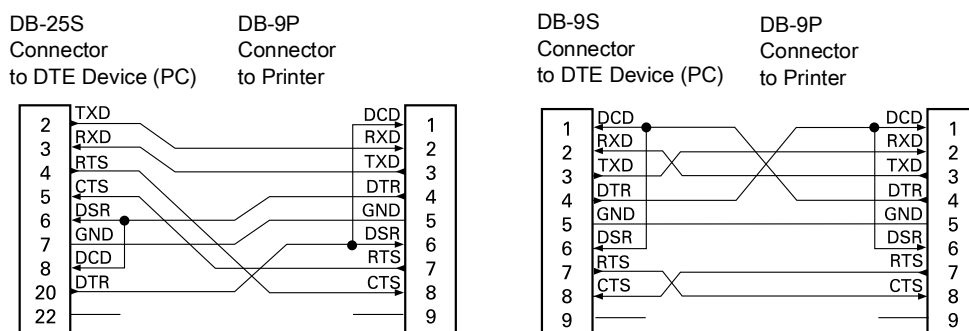 DB-25S
Connector
to DTE Device (PC)
DB-9P
Connector
to Printer
2 TXD
3 RXD
4 RTS
5 CTS
6 DSR
7 GND
8 DCD
20 DTR
22
DCD 1
RXD 2
TXD 3
DTR 4
GND 5
DSR 6
RTS 7
CTS 8
9
DB-9S
Connector
to DTE Device (PC)
DB-9P
Connector
to Printer
1 DCD
2 RXD
3 TXD
4 DTR
5 GND
6 DSR
7 RTS
8 CTS
9
DCD 1
RXD 2
TXD 3
DTR 4
GND 5
DSR 6
RTS 7
CTS 8
9